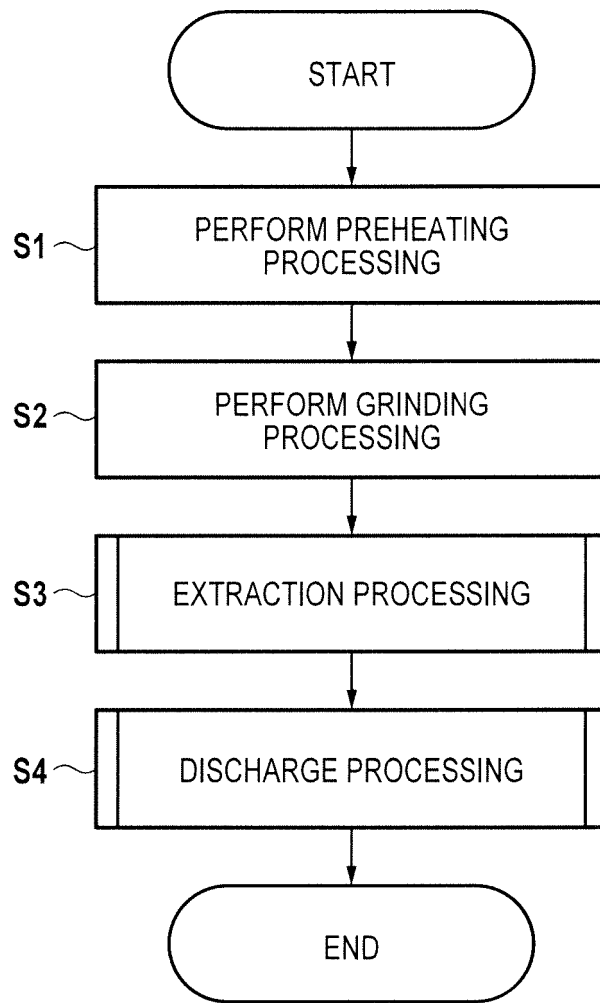 START
S1
PERFORM PREHEATING
PROCESSING
S2
PERFORM GRINDING
PROCESSING
S3
EXTRACTION PROCESSING
S4
DISCHARGE PROCESSING
END